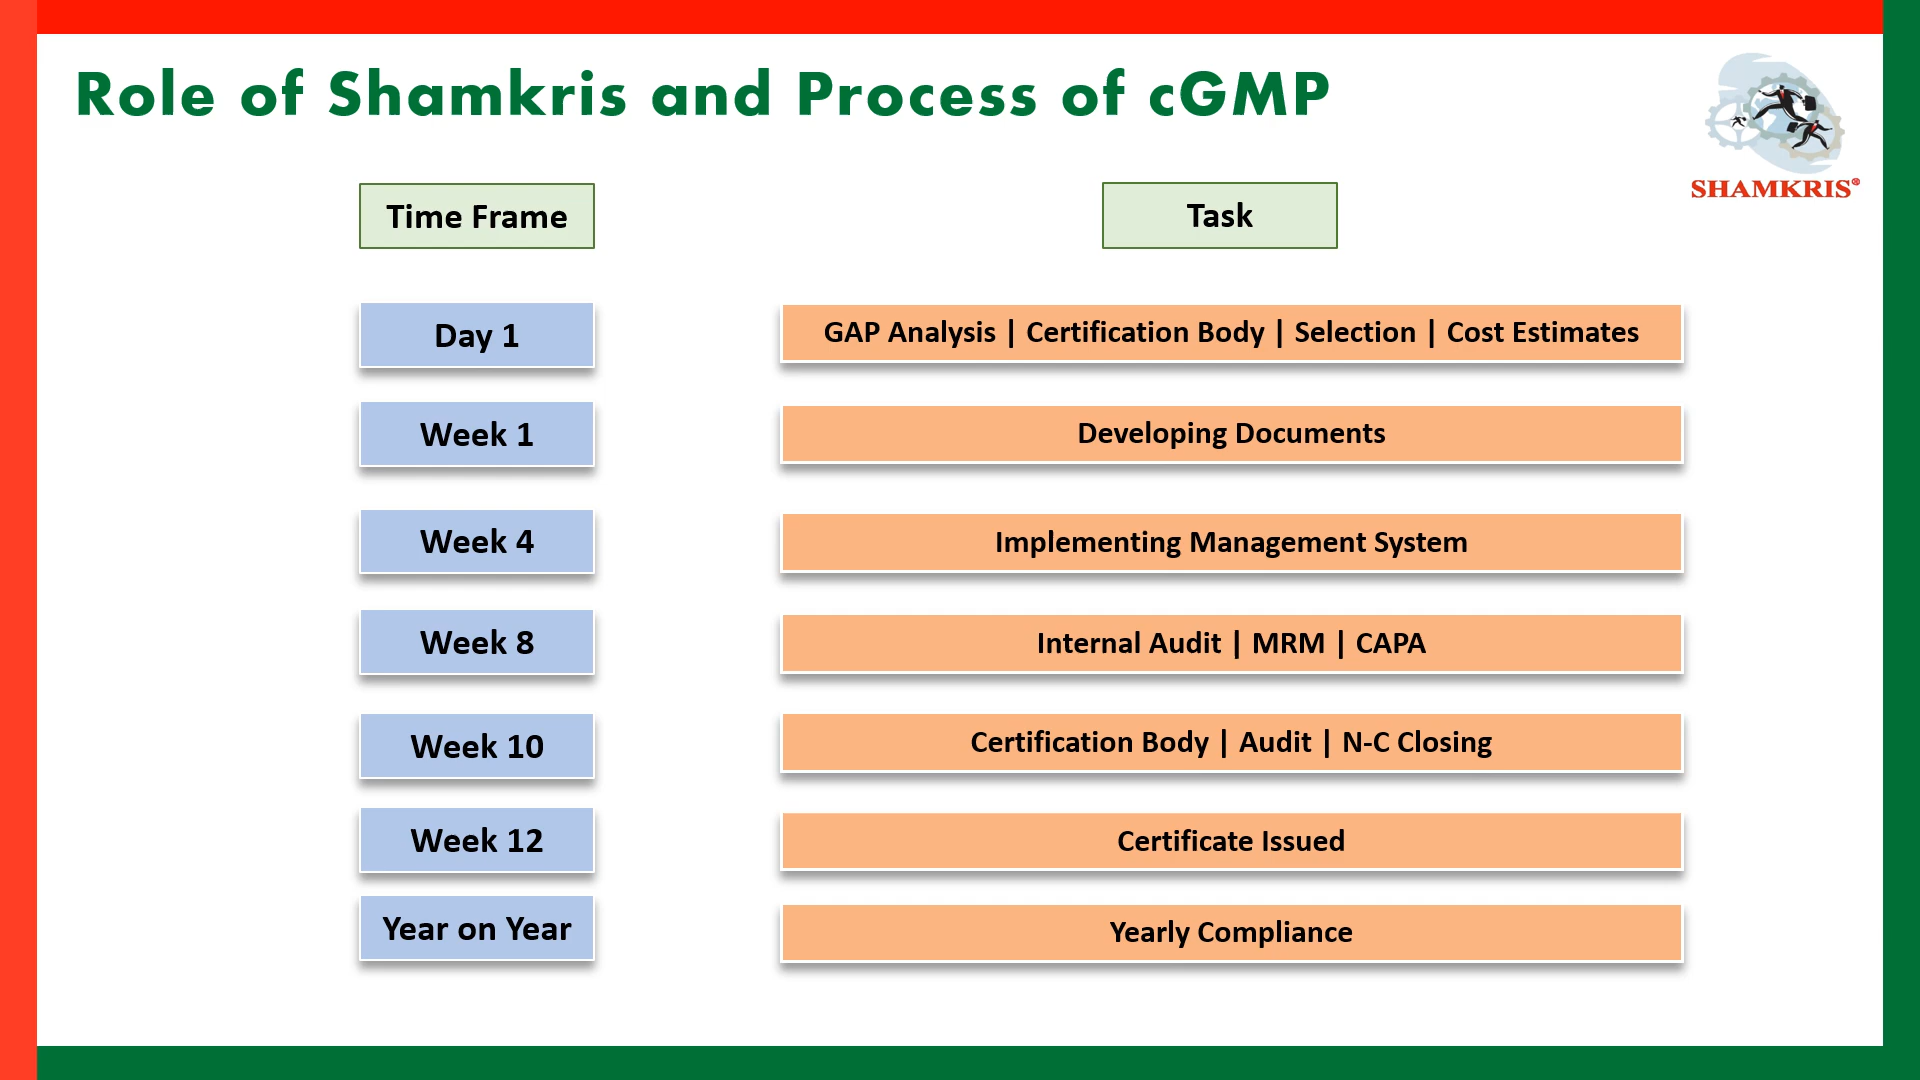 Role of Shamkris and Process of cGMP
SHAMKRIS®
Time Frame
Task
Day 1
GAP Analysis | Certification Body | Selection | Cost Estimates
Week 1
Developing Documents
Week 4
Implementing Management System
Week 8
Internal Audit | MRM | CAPA
Week 10
Certification Body | Audit | N-C Closing
Week 12
Certificate Issued
Year on Year
Yearly Compliance